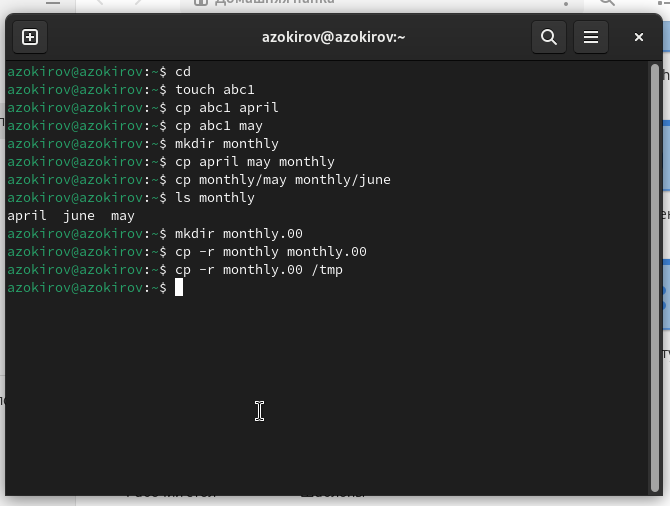 Домашняя папка
azokirov@azokirov:~
azokirov@azokirov:~$ cd
azokirov@azokirov:~$ touch abc1
azokirov@azokirov:~$ cp abc1 april
azokirov@azokirov:~$ cp abc1 may
azokirov@azokirov:~$ mkdir monthly
azokirov@azokirov:~$ cp april may monthly
azokirov@azokirov:~$ cp monthly/may monthly/june
azokirov@azokirov:~$ ls monthly
april  june  may
azokirov@azokirov:~$ mkdir monthly.00
azokirov@azokirov:~$ cp -r monthly monthly.00
azokirov@azokirov:~$ cp -r monthly.00 /tmp
azokirov@azokirov:~$